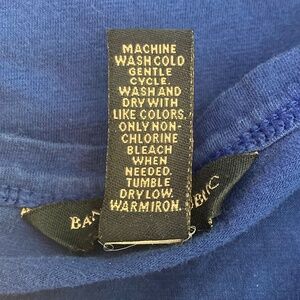 MACHINE
WASH COLD
GENTLE
CYCLE.
WASH AND
DRY WITH
LIKE COLORS.
ONLY NON-
CHLORINE
BLEACH
WHEN
NEEDED.
TUMBLE
DRY LOW.
WARM IRON.